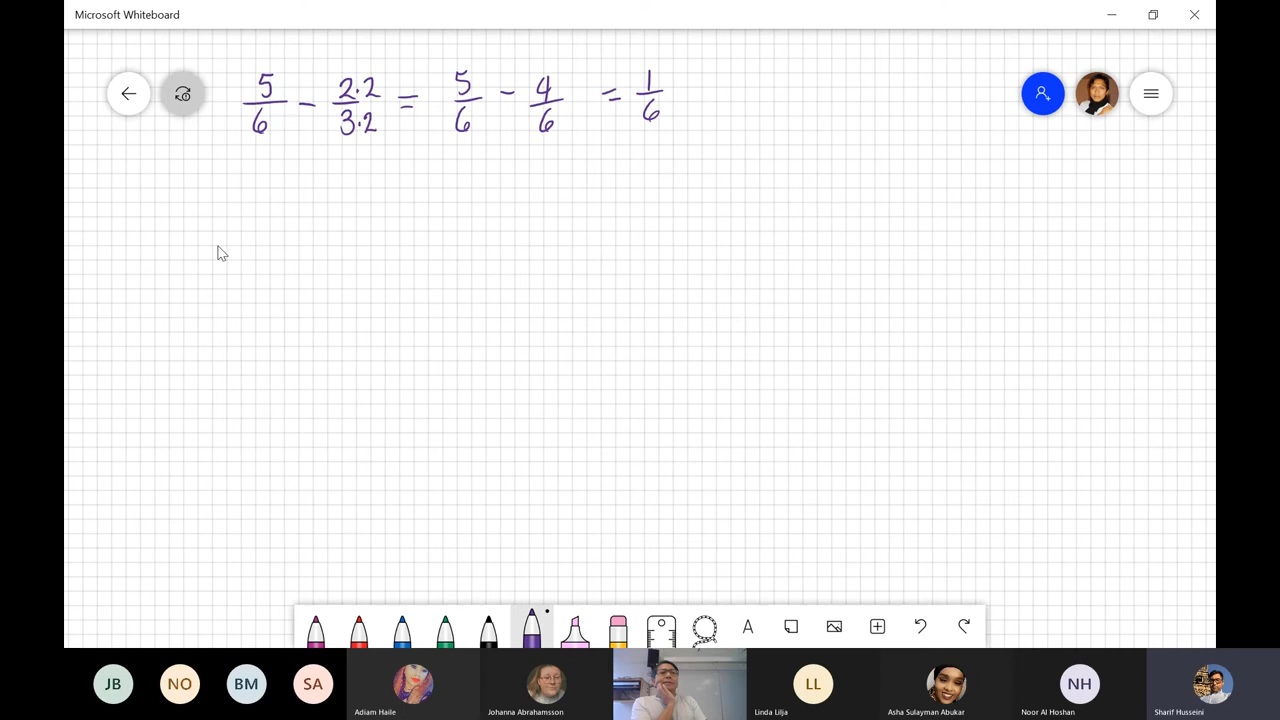 Microsoft Whiteboard
5/6 - 2·2/3·2 = 5/6 - 4/6 = 1/6
A
JB NO BM SA LL NH
Adiam Haile Johanna Abrahamsson Linda Lilja Asha Sulayman Abukar Noor Al Hoshan Sharif Husseini